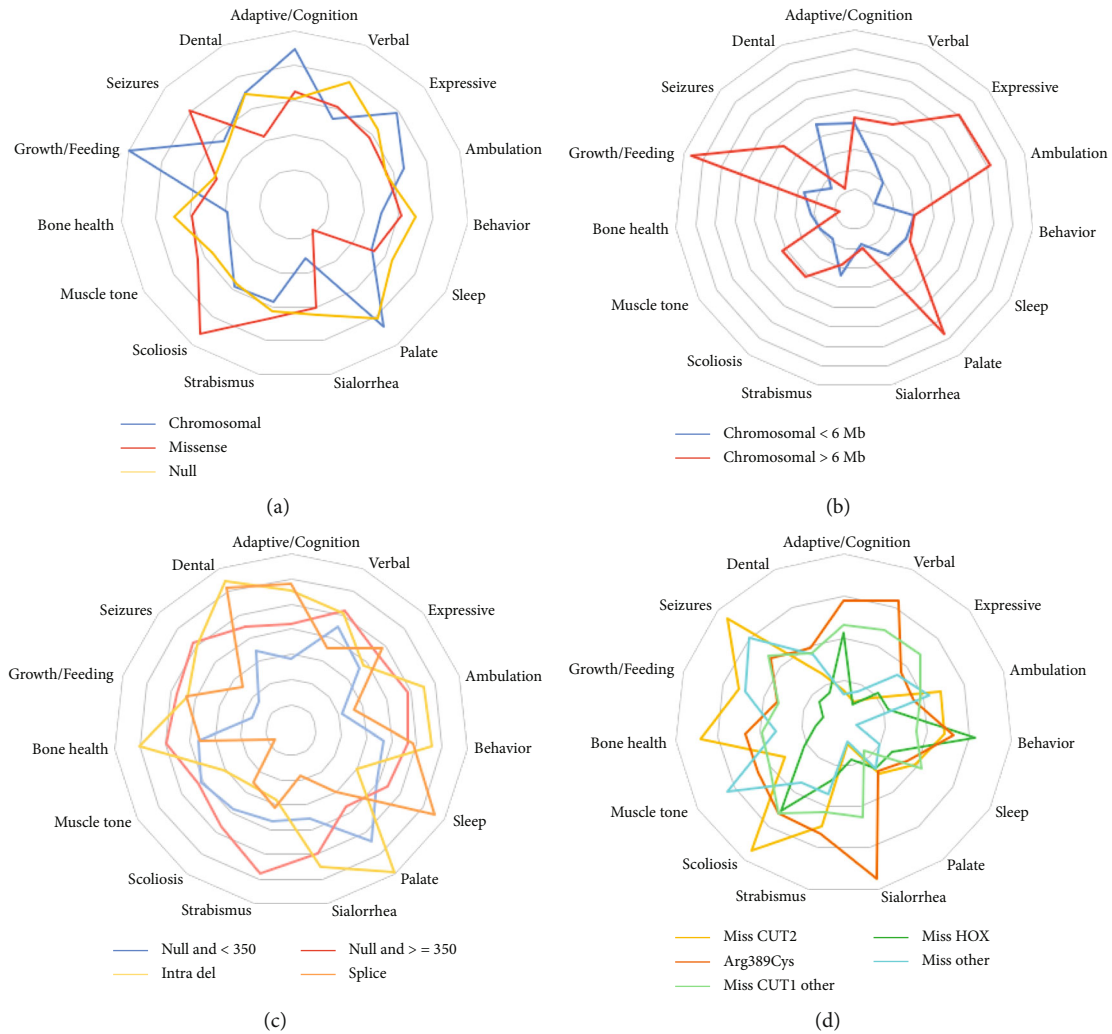 Adaptive/Cognition
Dental
Verbal
Seizures
Expressive
Growth/Feeding
Ambulation
Bone health
Behavior
Muscle tone
Sleep
Scoliosis
Palate
Strabismus
Sialorrhea
Chromosomal
Missense
Null
(a)
Adaptive/Cognition
Dental
Verbal
Seizures
Expressive
Growth/Feeding
Ambulation
Bone health
Behavior
Muscle tone
Sleep
Scoliosis
Palate
Strabismus
Sialorrhea
Chromosomal < 6 Mb
Chromosomal > 6 Mb
(b)
Adaptive/Cognition
Dental
Verbal
Seizures
Expressive
Growth/Feeding
Ambulation
Bone health
Behavior
Muscle tone
Sleep
Scoliosis
Palate
Strabismus
Sialorrhea
Null and < 350
Null and > = 350
Intra del
Splice
(c)
Adaptive/Cognition
Dental
Verbal
Seizures
Expressive
Growth/Feeding
Ambulation
Bone health
Behavior
Muscle tone
Sleep
Scoliosis
Palate
Strabismus
Sialorrhea
Miss CUT2
Miss HOX
Arg389Cys
Miss other
Miss CUT1 other
(d)